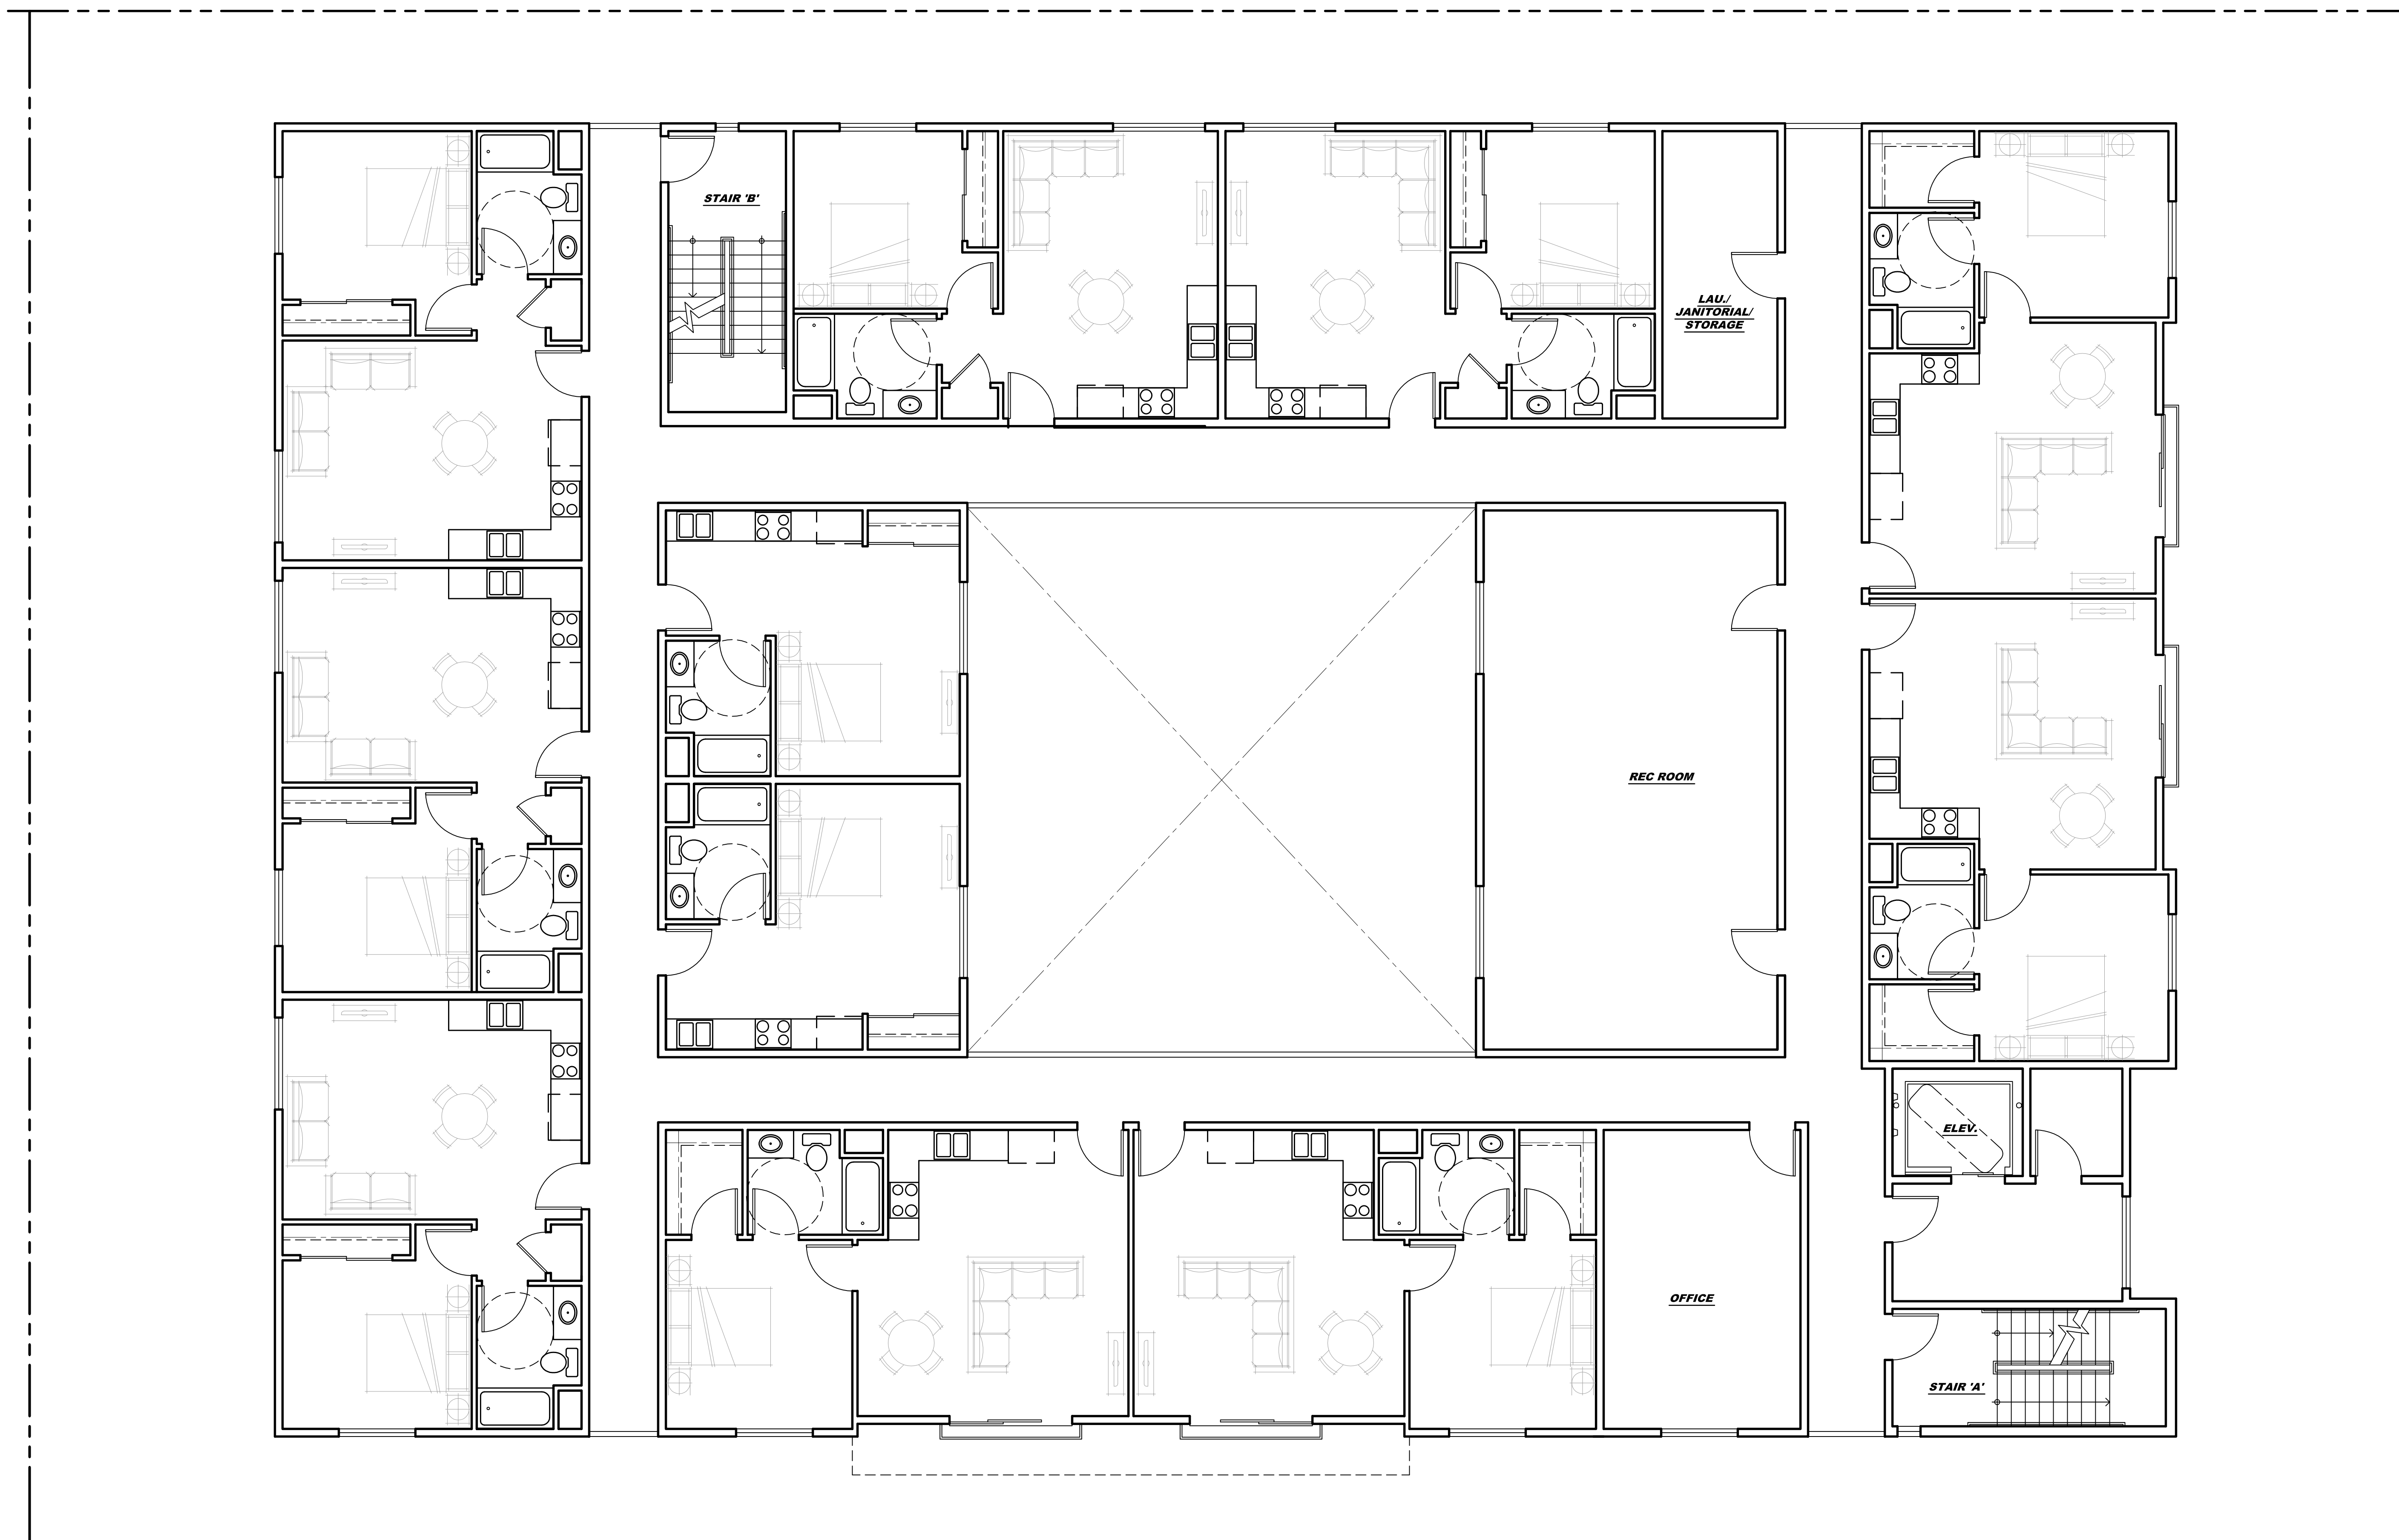 STAIR 'B'
LAU./
JANITORIAL/
STORAGE
REC ROOM
ELEV.
OFFICE
STAIR 'A'